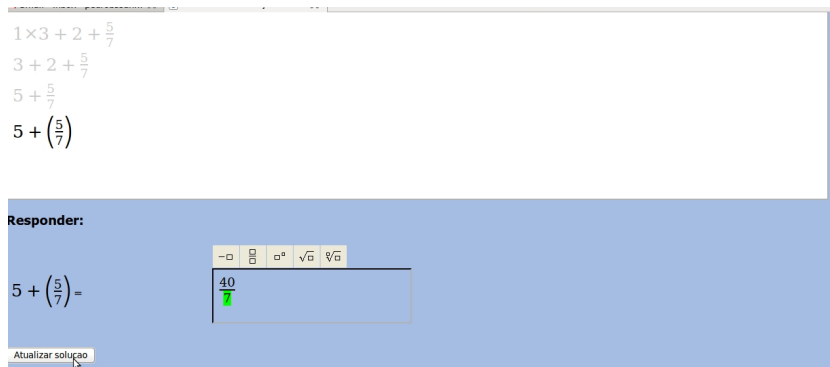 1×3 + 2 + 5/7
3 + 2 + 5/7
5 + 5/7
5 + (5/7)
Responder:
5 + (5/7) =
40/7
Atualizar solucao